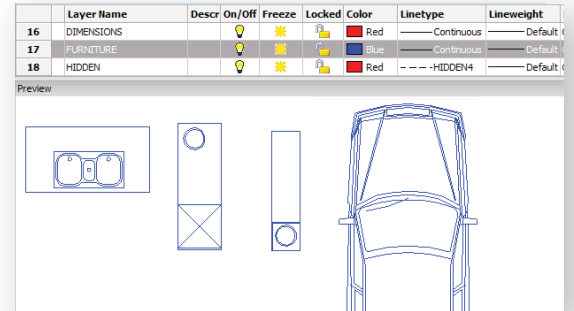 Layer Name Descr On/Off Freeze Locked Color Linetype Lineweight
16 DIMENSIONS Red Continuous Default
17 FURNITURE Blue Continuous Default
18 HIDDEN Red HIDDEN4 Default
Preview